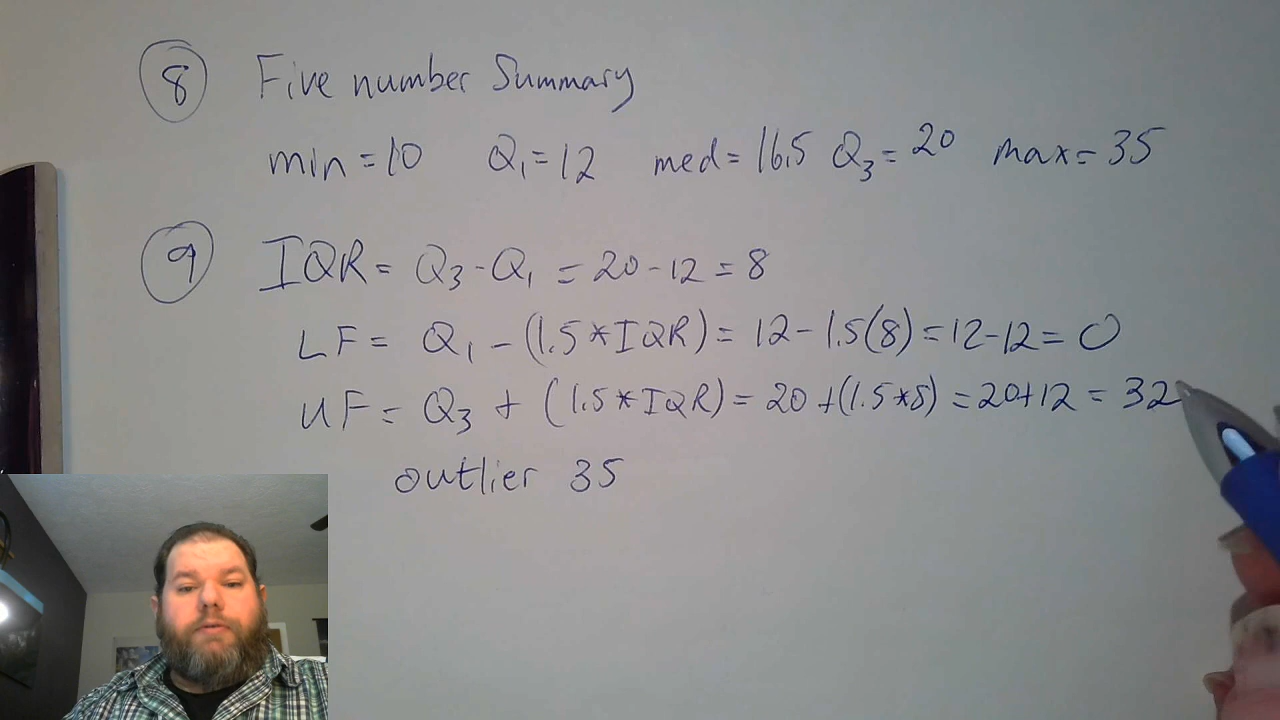 8 Five number Summary
min = 10 Q₁ = 12 med = 16.5 Q₃ = 20 max = 35
9 IQR = Q₃ - Q₁ = 20 - 12 = 8
LF = Q₁ - (1.5 * IQR) = 12 - 1.5(8) = 12 - 12 = 0
UF = Q₃ + (1.5 * IQR) = 20 + (1.5 * 8) = 20 + 12 = 32
outlier 35